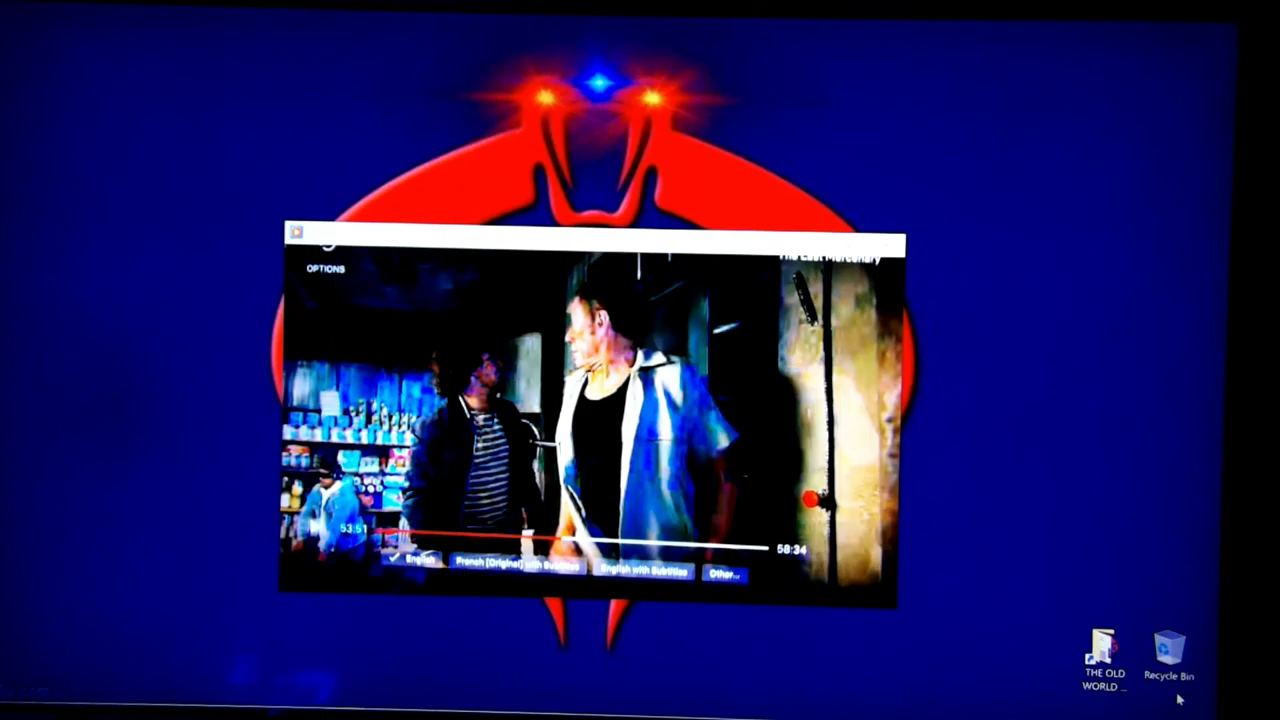 OPTIONS
The Last Mercenary
53:51
58:34
✓ English
French [Original] with Subtitles
English with Subtitles
Other...
THE OLD
WORLD ...
Recycle Bin